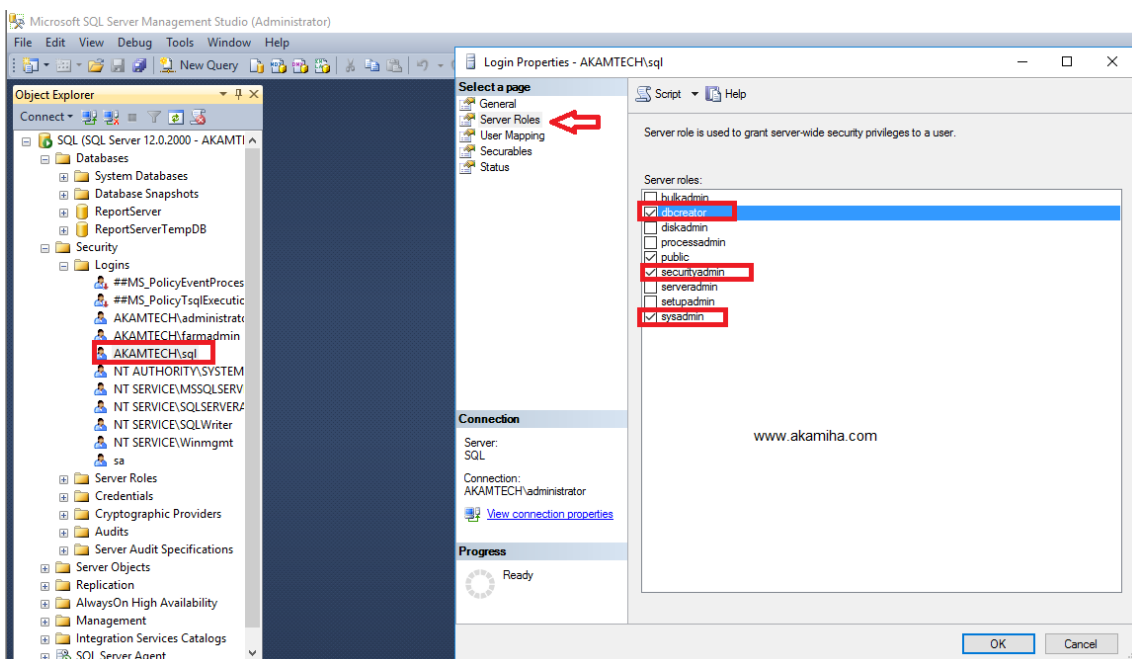 Microsoft SQL Server Management Studio (Administrator)
File Edit View Debug Tools Window Help
New Query
Object Explorer
Connect
SQL (SQL Server 12.0.2000 - AKAMTI
Databases
System Databases
Database Snapshots
ReportServer
ReportServerTempDB
Security
Logins
##MS_PolicyEventProces
##MS_PolicyTsqlExecutic
AKAMTECH\administratc
AKAMTECH\farmadmin
AKAMTECH\sql
NT AUTHORITY\SYSTEM
NT SERVICE\MSSQLSERV
NT SERVICE\SQLSERVERA
NT SERVICE\SQLWriter
NT SERVICE\Winmgmt
sa
Server Roles
Credentials
Cryptographic Providers
Audits
Server Audit Specifications
Server Objects
Replication
AlwaysOn High Availability
Management
Integration Services Catalogs
SQL Server Agent
Login Properties - AKAMTECH\sql
Select a page
General
Server Roles
User Mapping
Securables
Status
Connection
Server:
SQL
Connection:
AKAMTECH\administrator
View connection properties
Progress
Ready
Script Help
Server role is used to grant server-wide security privileges to a user.
Server roles:
bulkadmin
dbcreator
diskadmin
processadmin
public
securityadmin
serveradmin
setupadmin
sysadmin
www.akamiha.com
OK Cancel